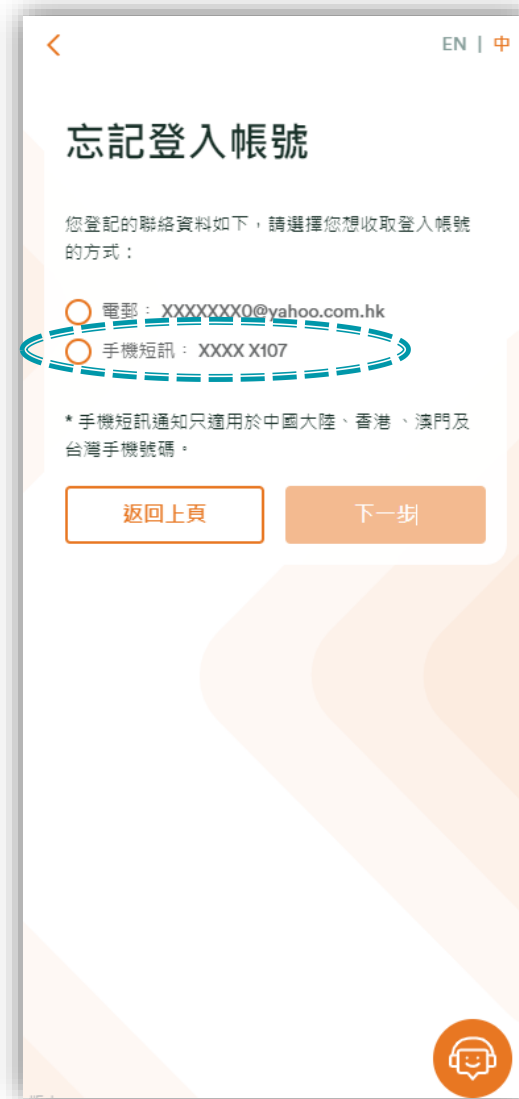 EN | 中
忘記登入帳號
您登記的聯絡資料如下，請選擇您想收取登入帳號
的方式：
電郵： XXXXXXX0@yahoo.com.hk
手機短訊： XXXX X107
* 手機短訊通知只適用於中國大陸、香港 、澳門及
台灣手機號碼。
返回上頁 下一步